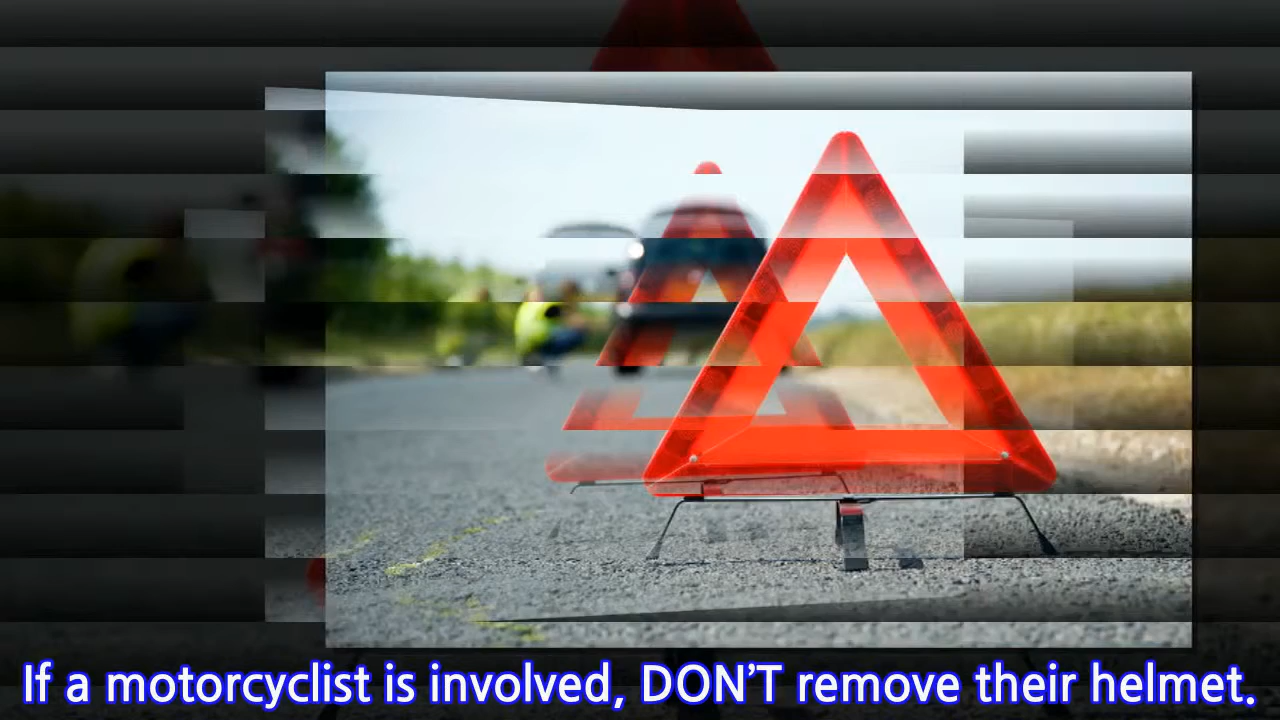 If a motorcyclist is involved, DON’T remove their helmet.